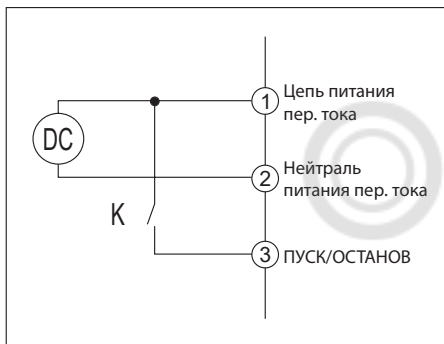 1
Цепь питания
пер. тока
DC
2
Нейтраль
питания пер. тока
K
3
ПУСК/ОСТАНОВ